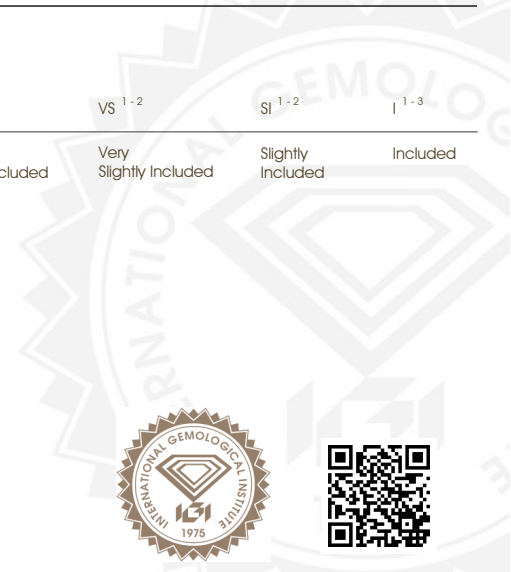 VS 1 - 2
SI 1 - 2
I 1 - 3
Very
Slightly Included
Slightly
Included
Included
cluded
INTERNATIONAL GEMOLOGICAL INSTITUTE
IGI
1975